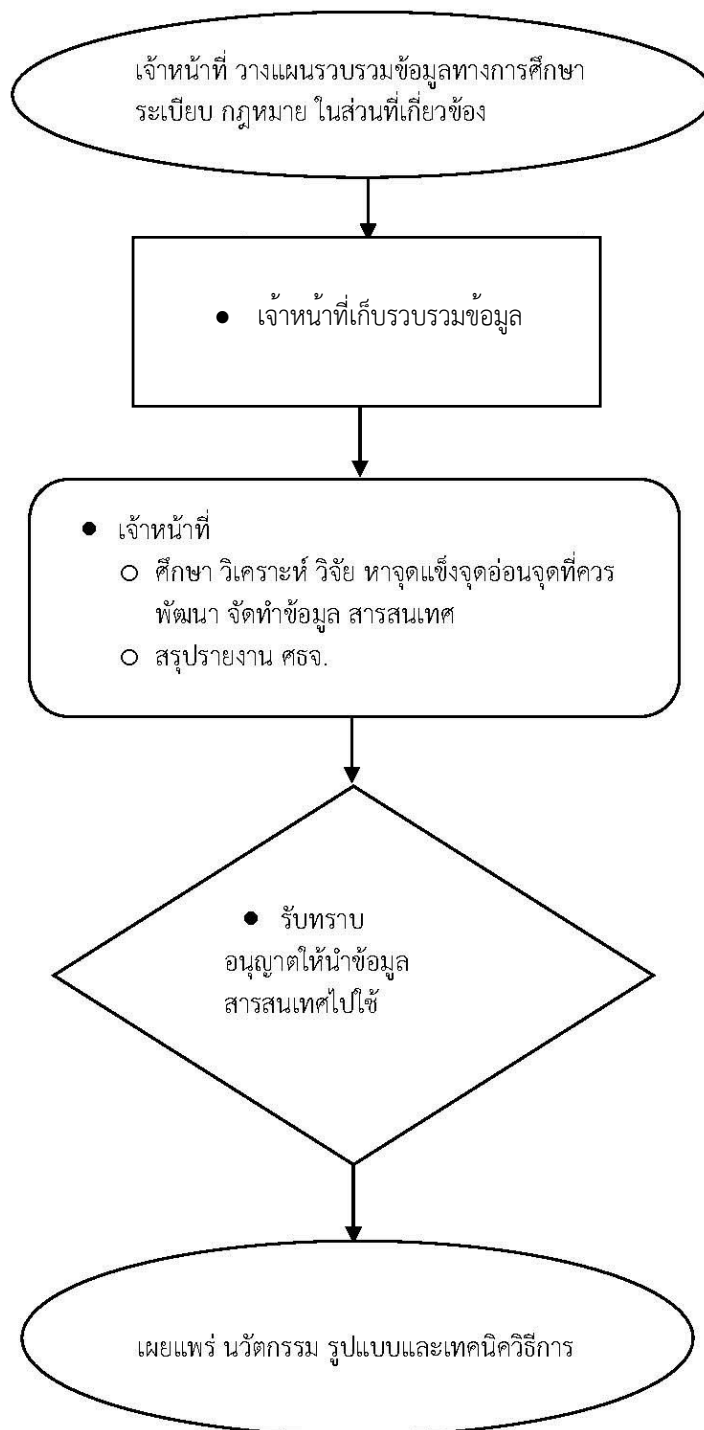 เจ้าหน้าที่ วางแผนรวบรวมข้อมูลทางการศึกษา
ระเบียบ กฎหมาย ในส่วนที่เกี่ยวข้อง
● เจ้าหน้าที่เก็บรวบรวมข้อมูล
● เจ้าหน้าที่
○ ศึกษา วิเคราะห์ วิจัย หาจุดแข็งจุดอ่อนจุดที่ควร
พัฒนา จัดทำข้อมูล สารสนเทศ
○ สรุปรายงาน ศธจ.
● รับทราบ
อนุญาตให้นำข้อมูล
สารสนเทศไปใช้
เผยแพร่ นวัตกรรม รูปแบบและเทคนิควิธีการ